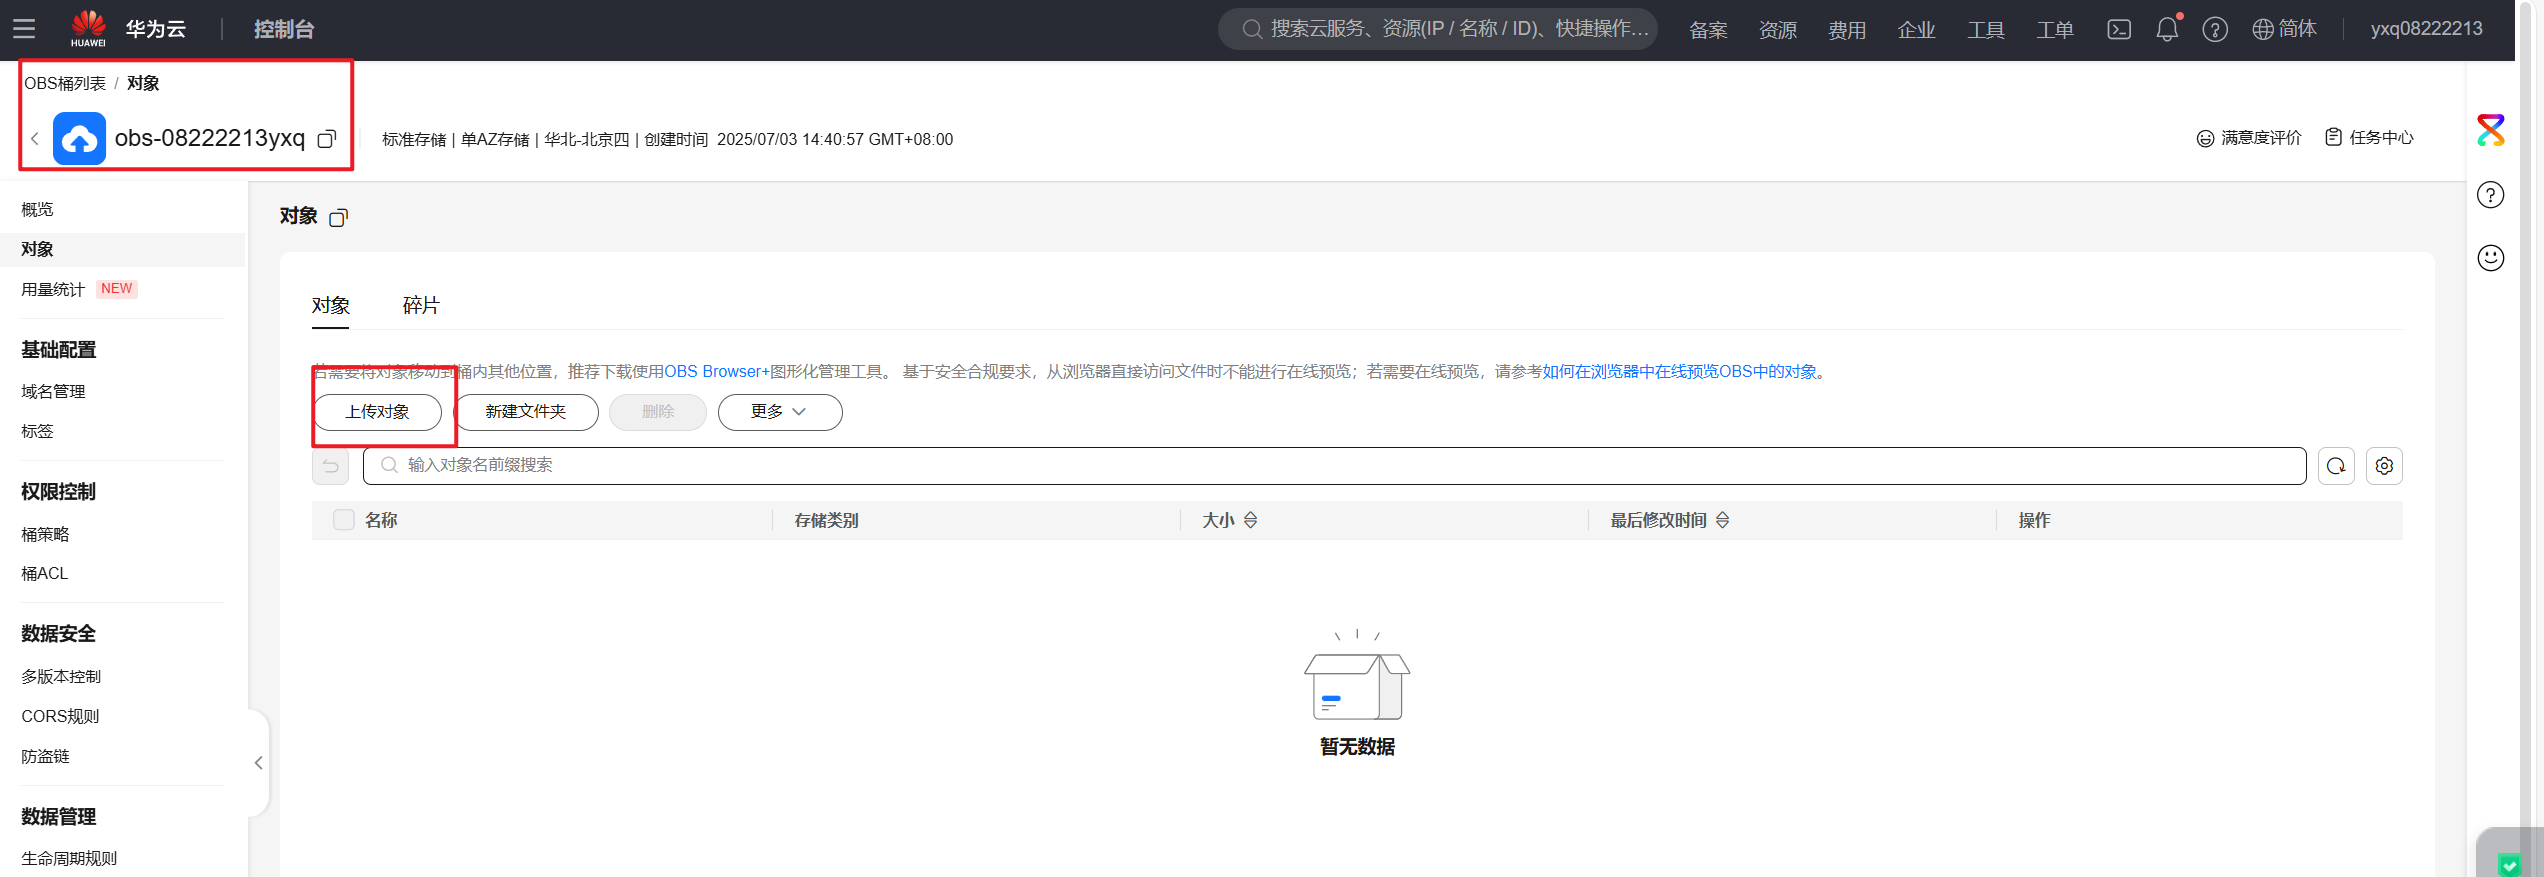 HUAWEI 华为云 控制台 搜索云服务、资源(IP / 名称 / ID)、快捷操作... 备案 资源 费用 企业 工具 工单 简体 yxq08222213
OBS桶列表 / 对象
obs-08222213yxq 标准存储 | 单AZ存储 | 华北-北京四 | 创建时间 2025/07/03 14:40:57 GMT+08:00 满意度评价 任务中心
概览
对象
用量统计 NEW
基础配置
域名管理
标签
权限控制
桶策略
桶ACL
数据安全
多版本控制
CORS规则
防盗链
数据管理
生命周期规则
对象
对象 碎片
若需要将对象移动到桶内其他位置，推荐下载使用OBS Browser+图形化管理工具。 基于安全合规要求，从浏览器直接访问文件时不能进行在线预览；若需要在线预览，请参考如何在浏览器中在线预览OBS中的对象。
上传对象 新建文件夹 删除 更多
输入对象名前缀搜索
名称 存储类别 大小 最后修改时间 操作
暂无数据